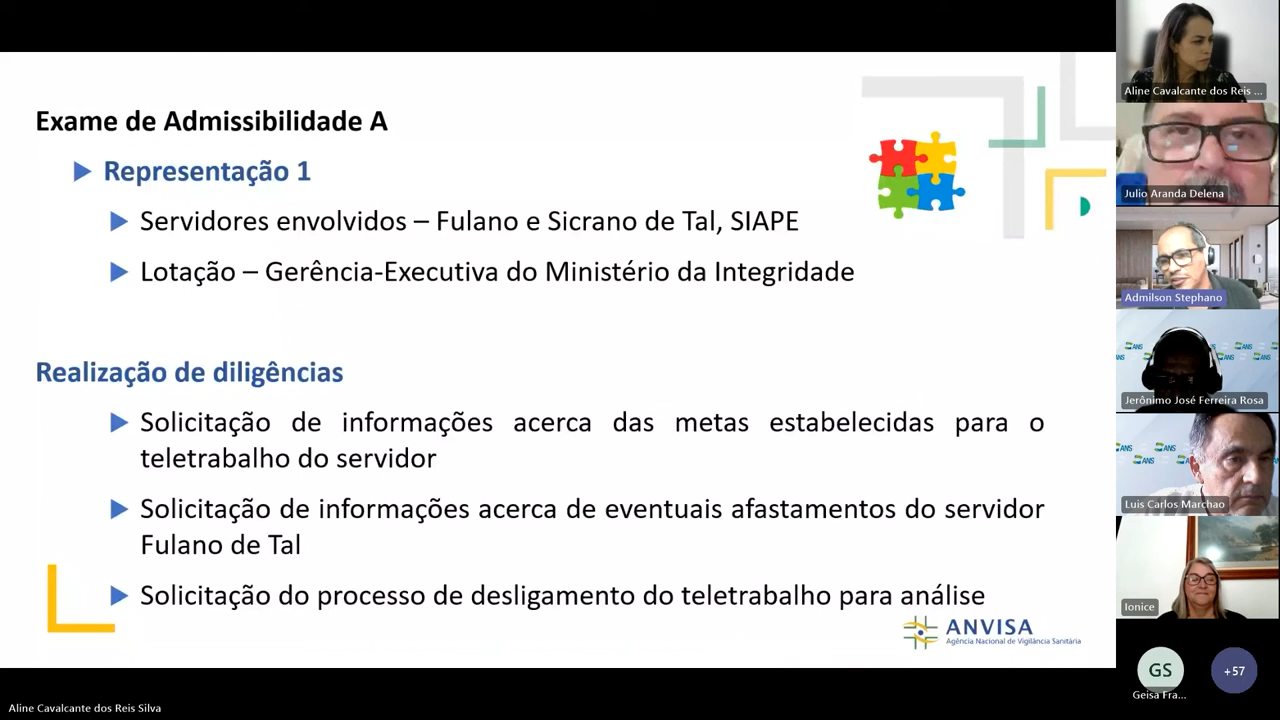 Exame de Admissibilidade A
Representação 1
Servidores envolvidos – Fulano e Sicrano de Tal, SIAPE
Lotação – Gerência-Executiva do Ministério da Integridade
Realização de diligências
Solicitação de informações acerca das metas estabelecidas para o
teletrabalho do servidor
Solicitação de informações acerca de eventuais afastamentos do servidor
Fulano de Tal
Solicitação do processo de desligamento do teletrabalho para análise
ANVISA
Agência Nacional de Vigilância Sanitária
Aline Cavalcante dos Reis ...
Julio Aranda Delena
Admilson Stephano
ANS
ANS
Jerônimo José Ferreira Rosa
ANS
ANS
Luis Carlos Marchao
Ionice
GS
Geisa Fra...
+57
Aline Cavalcante dos Reis Silva